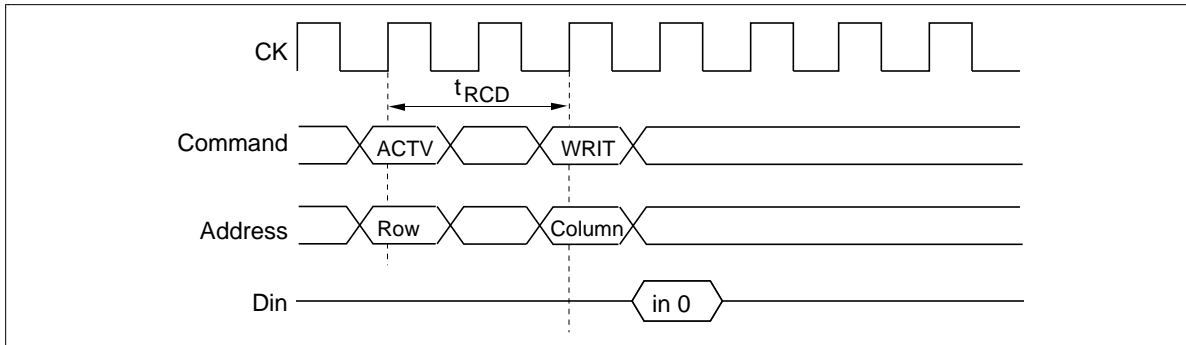 CK
tRCD
Command ACTV WRIT
Address Row Column
Din in 0